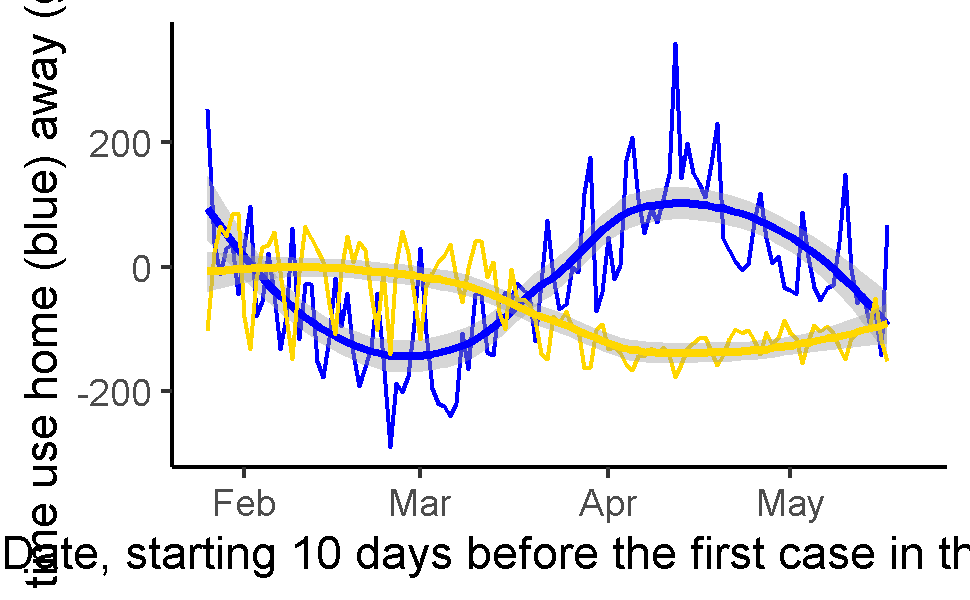 time use home (blue) away (
200
0
-200
Feb Mar Apr May
Date, starting 10 days before the first case in th